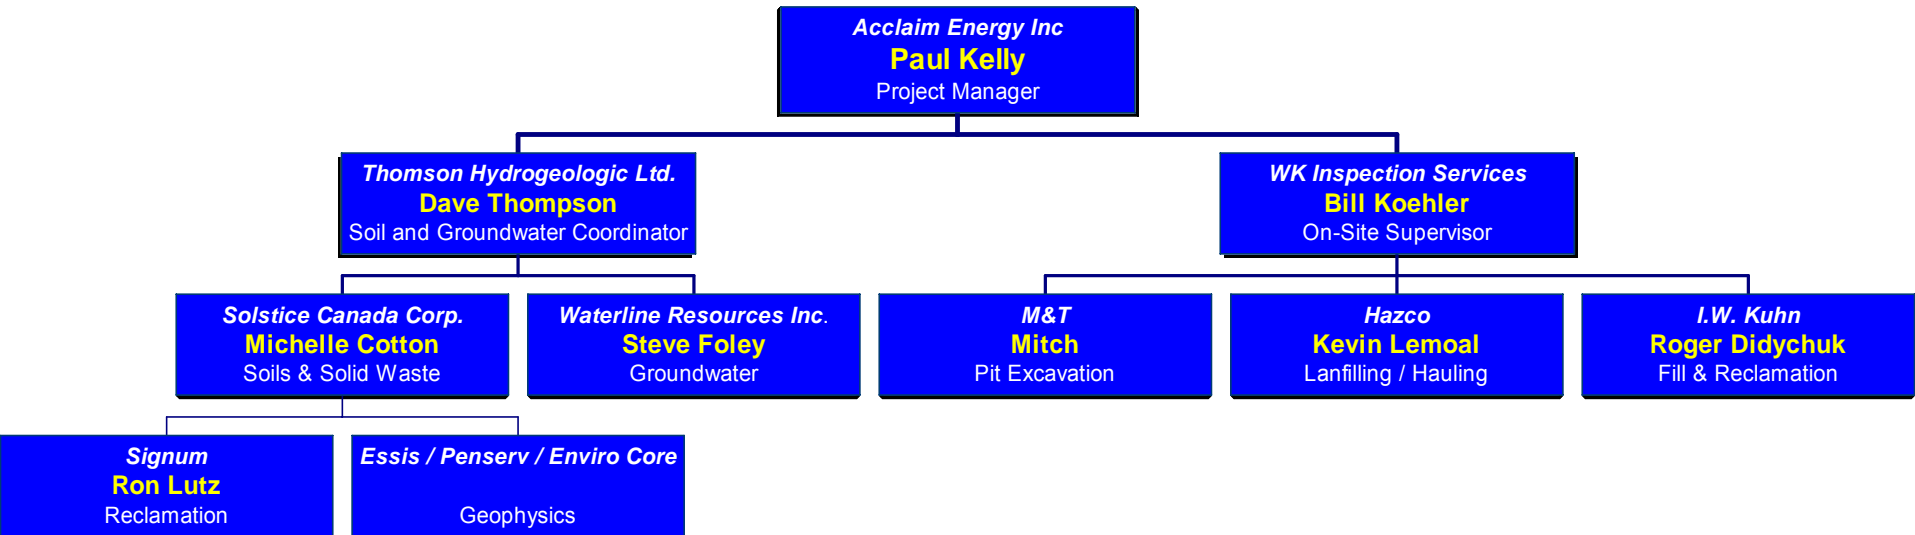 Acclaim Energy Inc
Paul Kelly
Project Manager
Thomson Hydrogeologic Ltd.
Dave Thompson
Soil and Groundwater Coordinator
WK Inspection Services
Bill Koehler
On-Site Supervisor
Solstice Canada Corp.
Michelle Cotton
Soils & Solid Waste
Waterline Resources Inc.
Steve Foley
Groundwater
M&T
Mitch
Pit Excavation
Hazco
Kevin Lemoal
Lanfilling / Hauling
I.W. Kuhn
Roger Didychuk
Fill & Reclamation
Signum
Ron Lutz
Reclamation
Essis / Penserv / Enviro Core
Geophysics